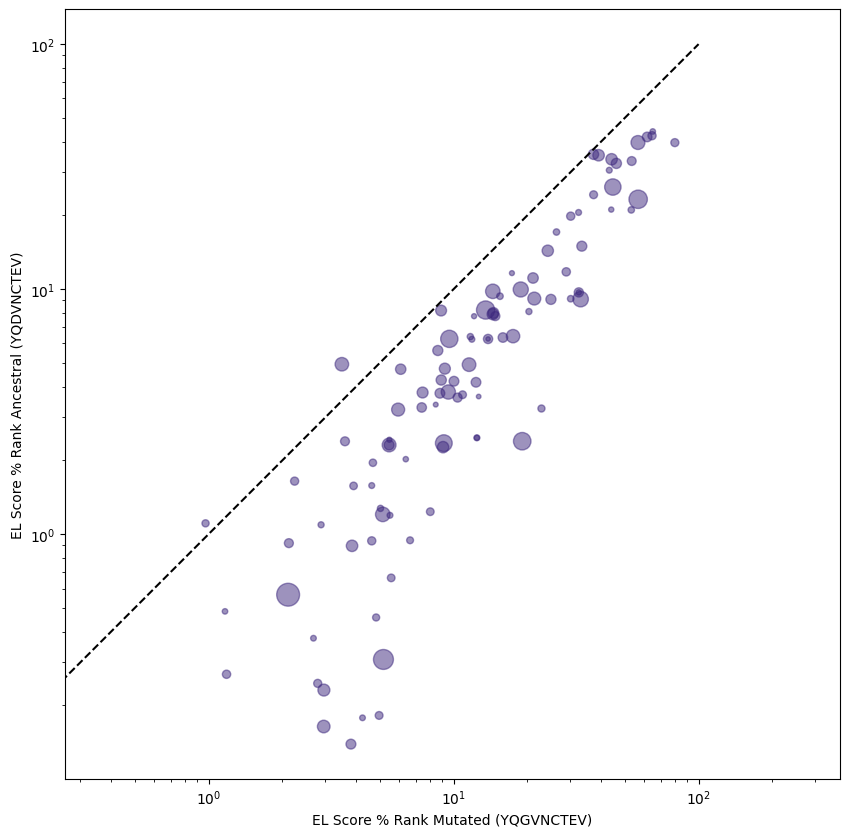 10²
10¹
10⁰
EL Score % Rank Ancestral (YQDVNCTEV)
10⁰ 10¹ 10²
EL Score % Rank Mutated (YQGVNCTEV)